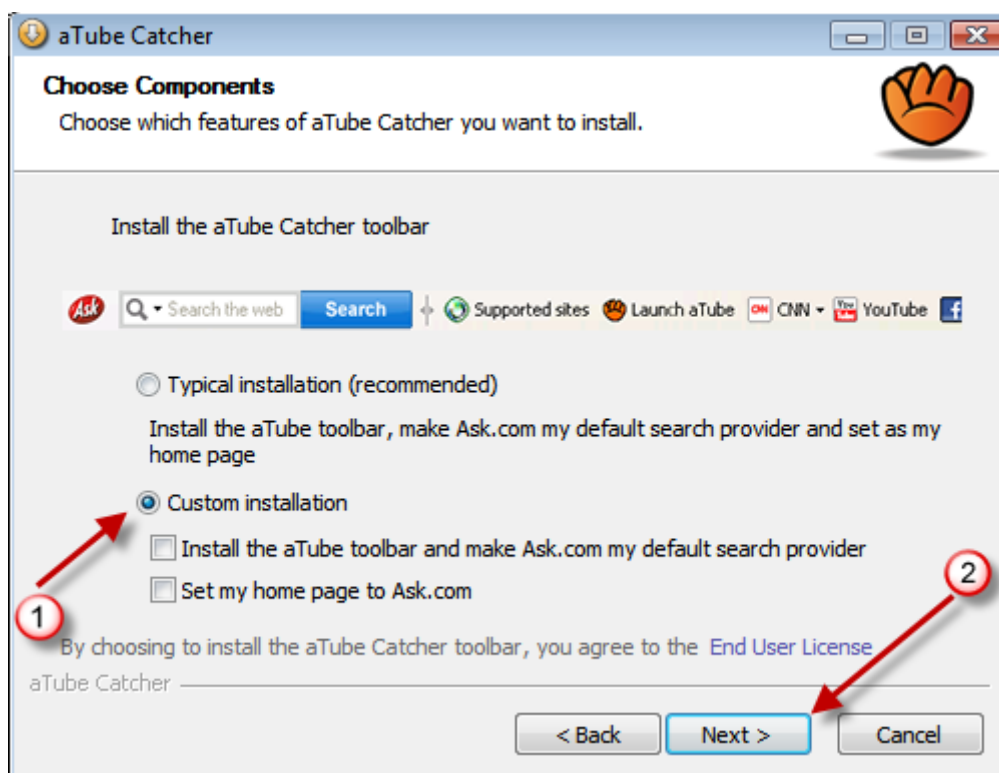 aTube Catcher
Choose Components
Choose which features of aTube Catcher you want to install.
Install the aTube Catcher toolbar
Ask Search the web Search Supported sites Launch aTube CNN CNN You Tube YouTube f
Typical installation (recommended)
Install the aTube toolbar, make Ask.com my default search provider and set as my
home page
Custom installation
Install the aTube toolbar and make Ask.com my default search provider
Set my home page to Ask.com
1
2
By choosing to install the aTube Catcher toolbar, you agree to the End User License
aTube Catcher
< Back Next > Cancel